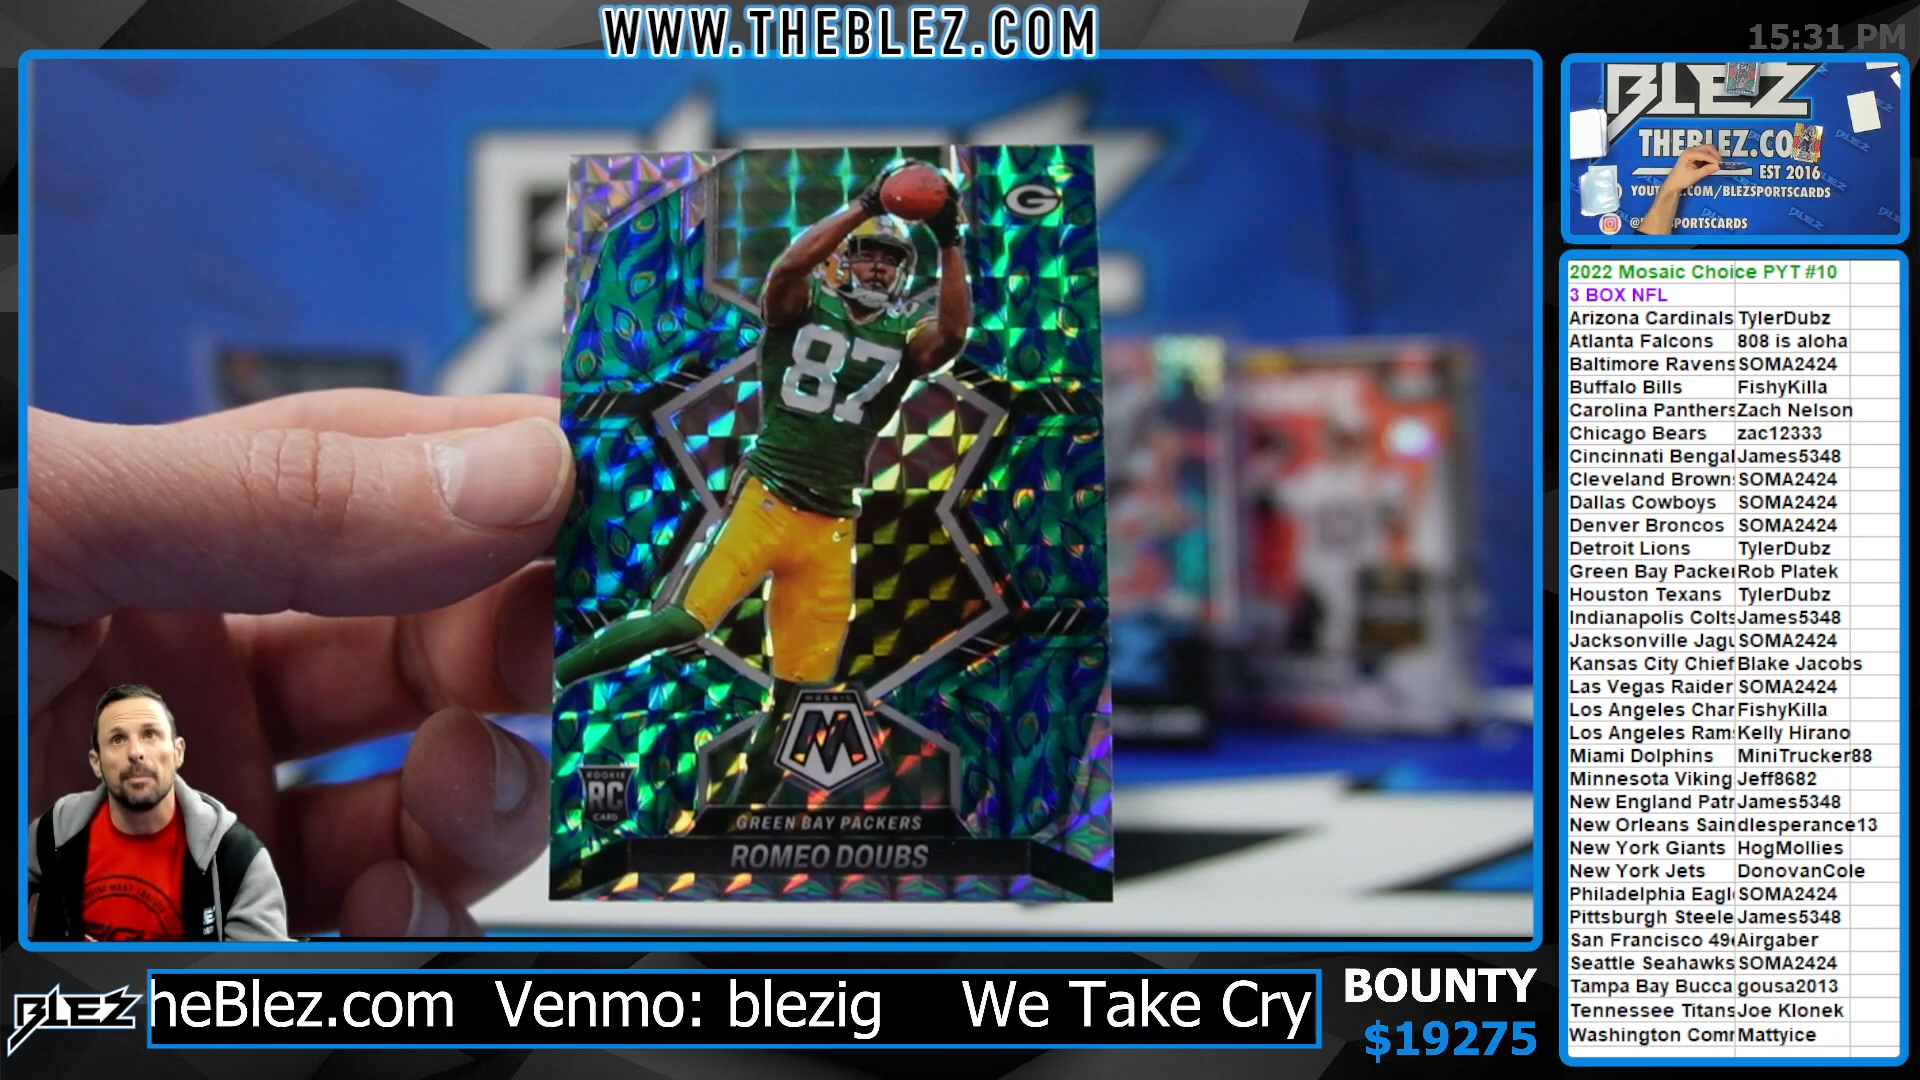 WWW.THEBLEZ.COM
15:31 PM
BLEZ
THEBLEZ.CO
EST 2016
G
87
MOSAIC
M
ROOKIE
RC
CARD
GREEN BAY PACKERS
ROMEO DOUBS
2022 Mosaic Choice PYT #10
3 BOX NFL
Arizona Cardinals TylerDubz
Atlanta Falcons 808 is aloha
Baltimore Ravens SOMA2424
Buffalo Bills FishyKilla
Carolina Panthers Zach Nelson
Chicago Bears zac12333
Cincinnati Bengal James5348
Cleveland Brown SOMA2424
Dallas Cowboys SOMA2424
Denver Broncos SOMA2424
Detroit Lions TylerDubz
Green Bay Packe Rob Platek
Houston Texans TylerDubz
Indianapolis Colts James5348
Jacksonville Jagu SOMA2424
Kansas City Chief Blake Jacobs
Las Vegas Raider SOMA2424
Los Angeles Char FishyKilla
Los Angeles Ram Kelly Hirano
Miami Dolphins MiniTrucker88
Minnesota Viking Jeff8682
New England Patr James5348
New Orleans Sain dlesperance13
New York Giants HogMollies
New York Jets DonovanCole
Philadelphia Eagl SOMA2424
Pittsburgh Steele James5348
San Francisco 49 Airgaber
Seattle Seahawks SOMA2424
Tampa Bay Bucca gousa2013
Tennessee Titans Joe Klonek
Washington Com Mattyice
BLEZ
heBlez.com Venmo: blezig We Take Cry
BOUNTY
$19275